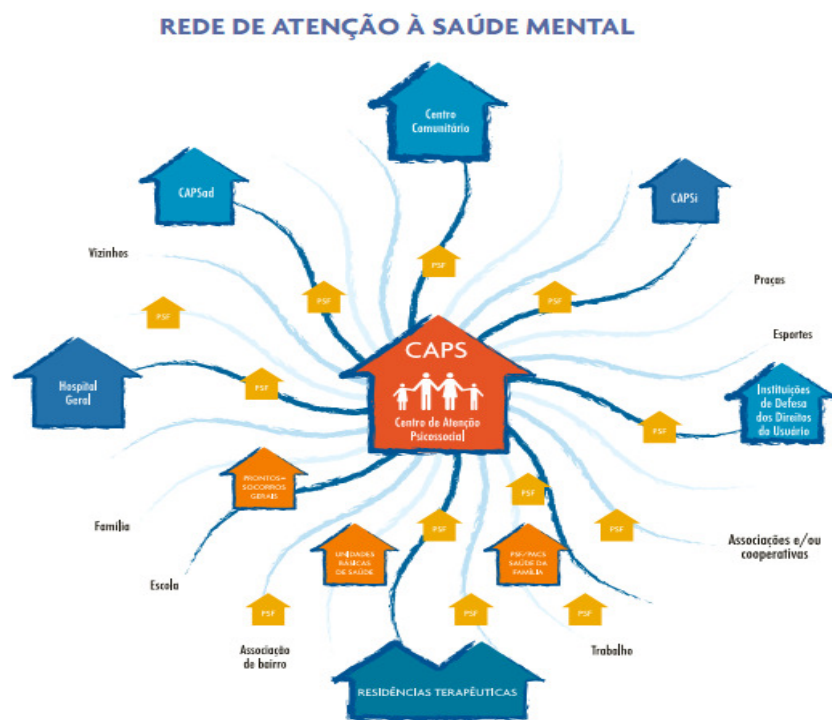 REDE DE ATENÇÃO À SAÚDE MENTAL
Centro
Comunitário
CAPSad
CAPSi
Vizinhos
PSF
PSF
PSF
Praças
PSF
PSF
Esportes
CAPS
Centro de Atenção
Psicossocial
Hospital
Geral
PSF
Instituições
de Defesa
dos Direitos
do Usuário
PSF
PRONTOS-
SOCORROS
GERAIS
PSF
Família
PSF
PSF
Associações e/ou
cooperativas
UNIDADES
BÁSICAS
DE SAÚDE
PSF/PACS
SAÚDE DA
FAMÍLIA
Escola
PSF
PSF
PSF
Associação
de bairro
Trabalho
RESIDÊNCIAS TERAPÊUTICAS